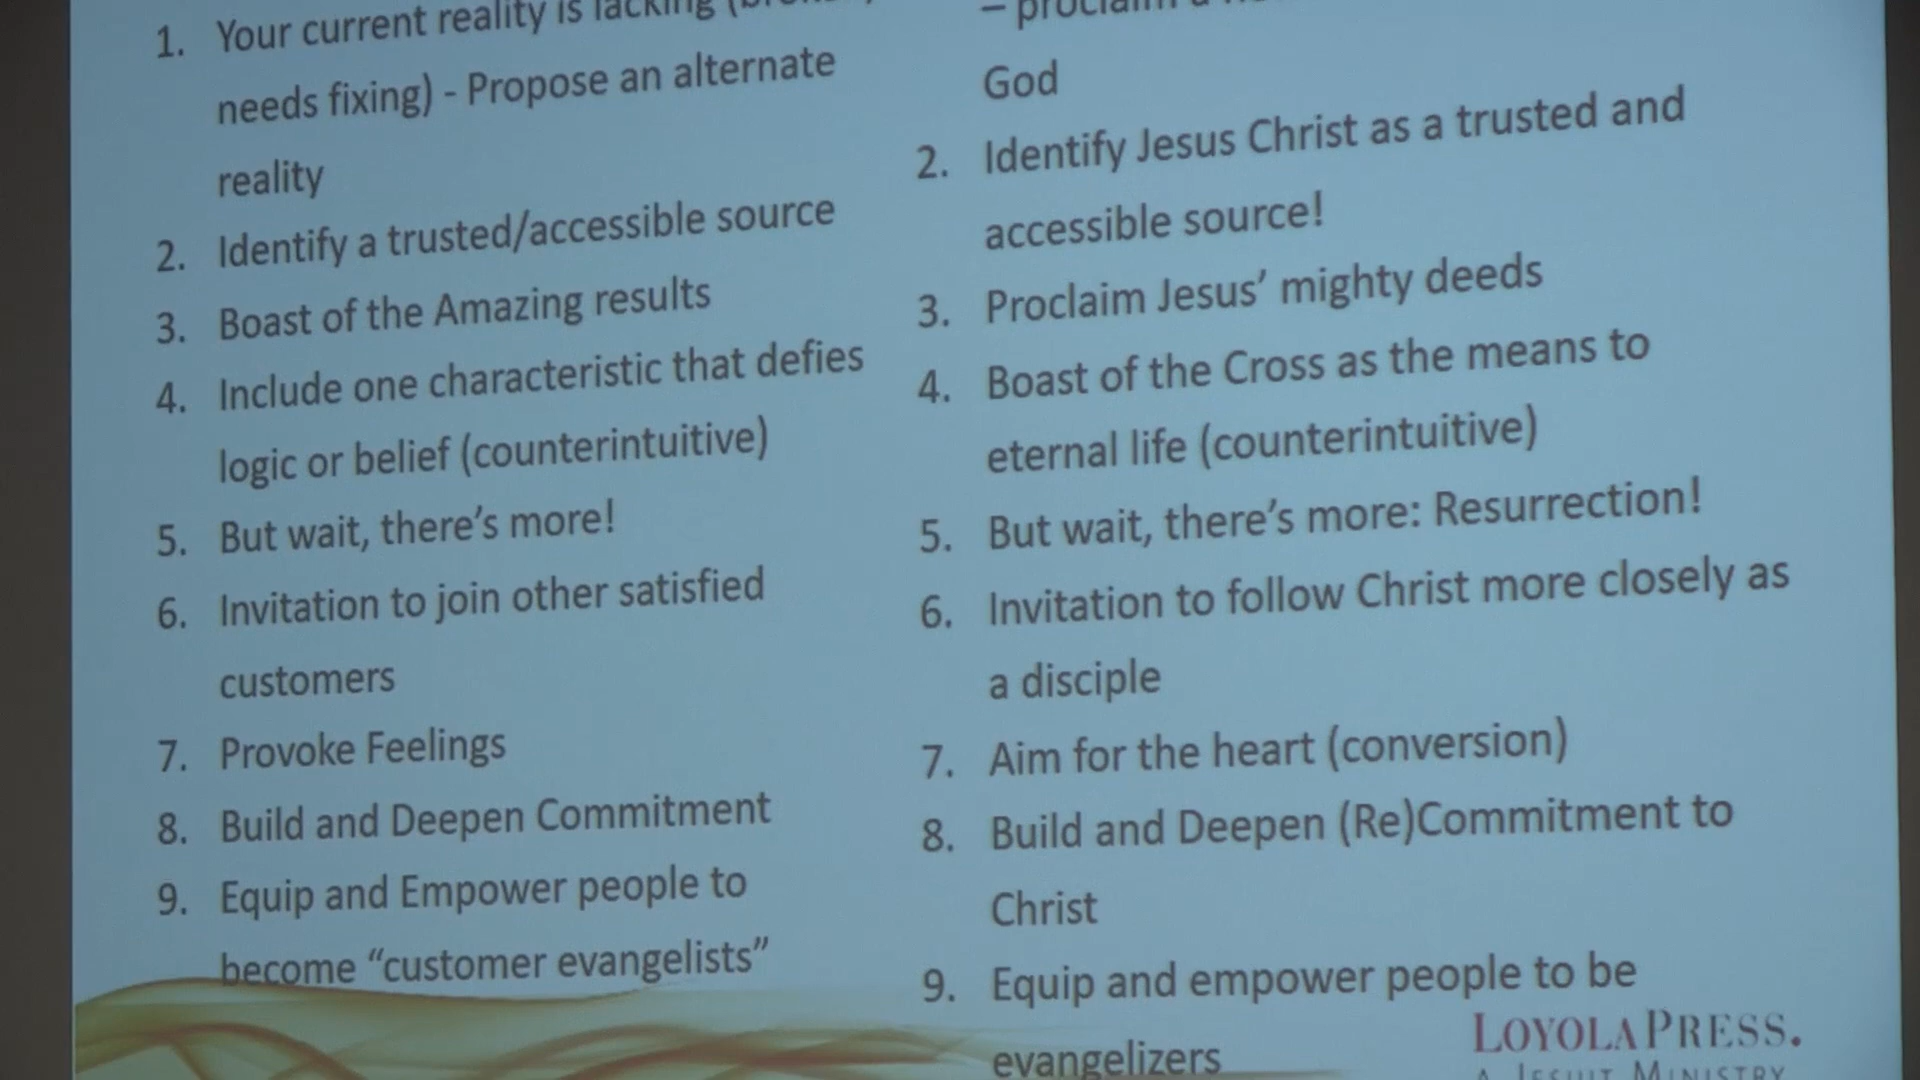 1. Your current reality is lacking
needs fixing) - Propose an alternate
reality
2. Identify a trusted/accessible source
3. Boast of the Amazing results
4. Include one characteristic that defies
logic or belief (counterintuitive)
5. But wait, there's more!
6. Invitation to join other satisfied
customers
7. Provoke Feelings
8. Build and Deepen Commitment
9. Equip and Empower people to
become “customer evangelists”
– proclaim a
God
2. Identify Jesus Christ as a trusted and
accessible source!
3. Proclaim Jesus’ mighty deeds
4. Boast of the Cross as the means to
eternal life (counterintuitive)
5. But wait, there’s more: Resurrection!
6. Invitation to follow Christ more closely as
a disciple
7. Aim for the heart (conversion)
8. Build and Deepen (Re)Commitment to
Christ
9. Equip and empower people to be
evangelizers
LOYOLA PRESS.
A JESUIT MINISTRY